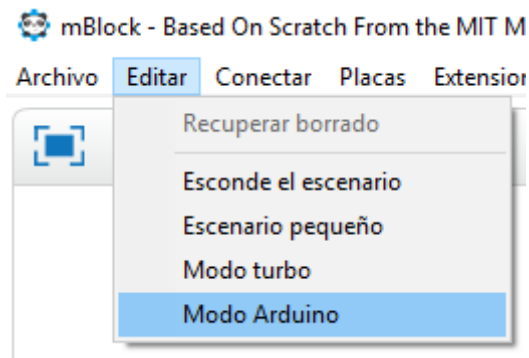 mBlock - Based On Scratch From the MIT M
Archivo Editar Conectar Placas Extension
Recuperar borrado
Esconde el escenario
Escenario pequeño
Modo turbo
Modo Arduino